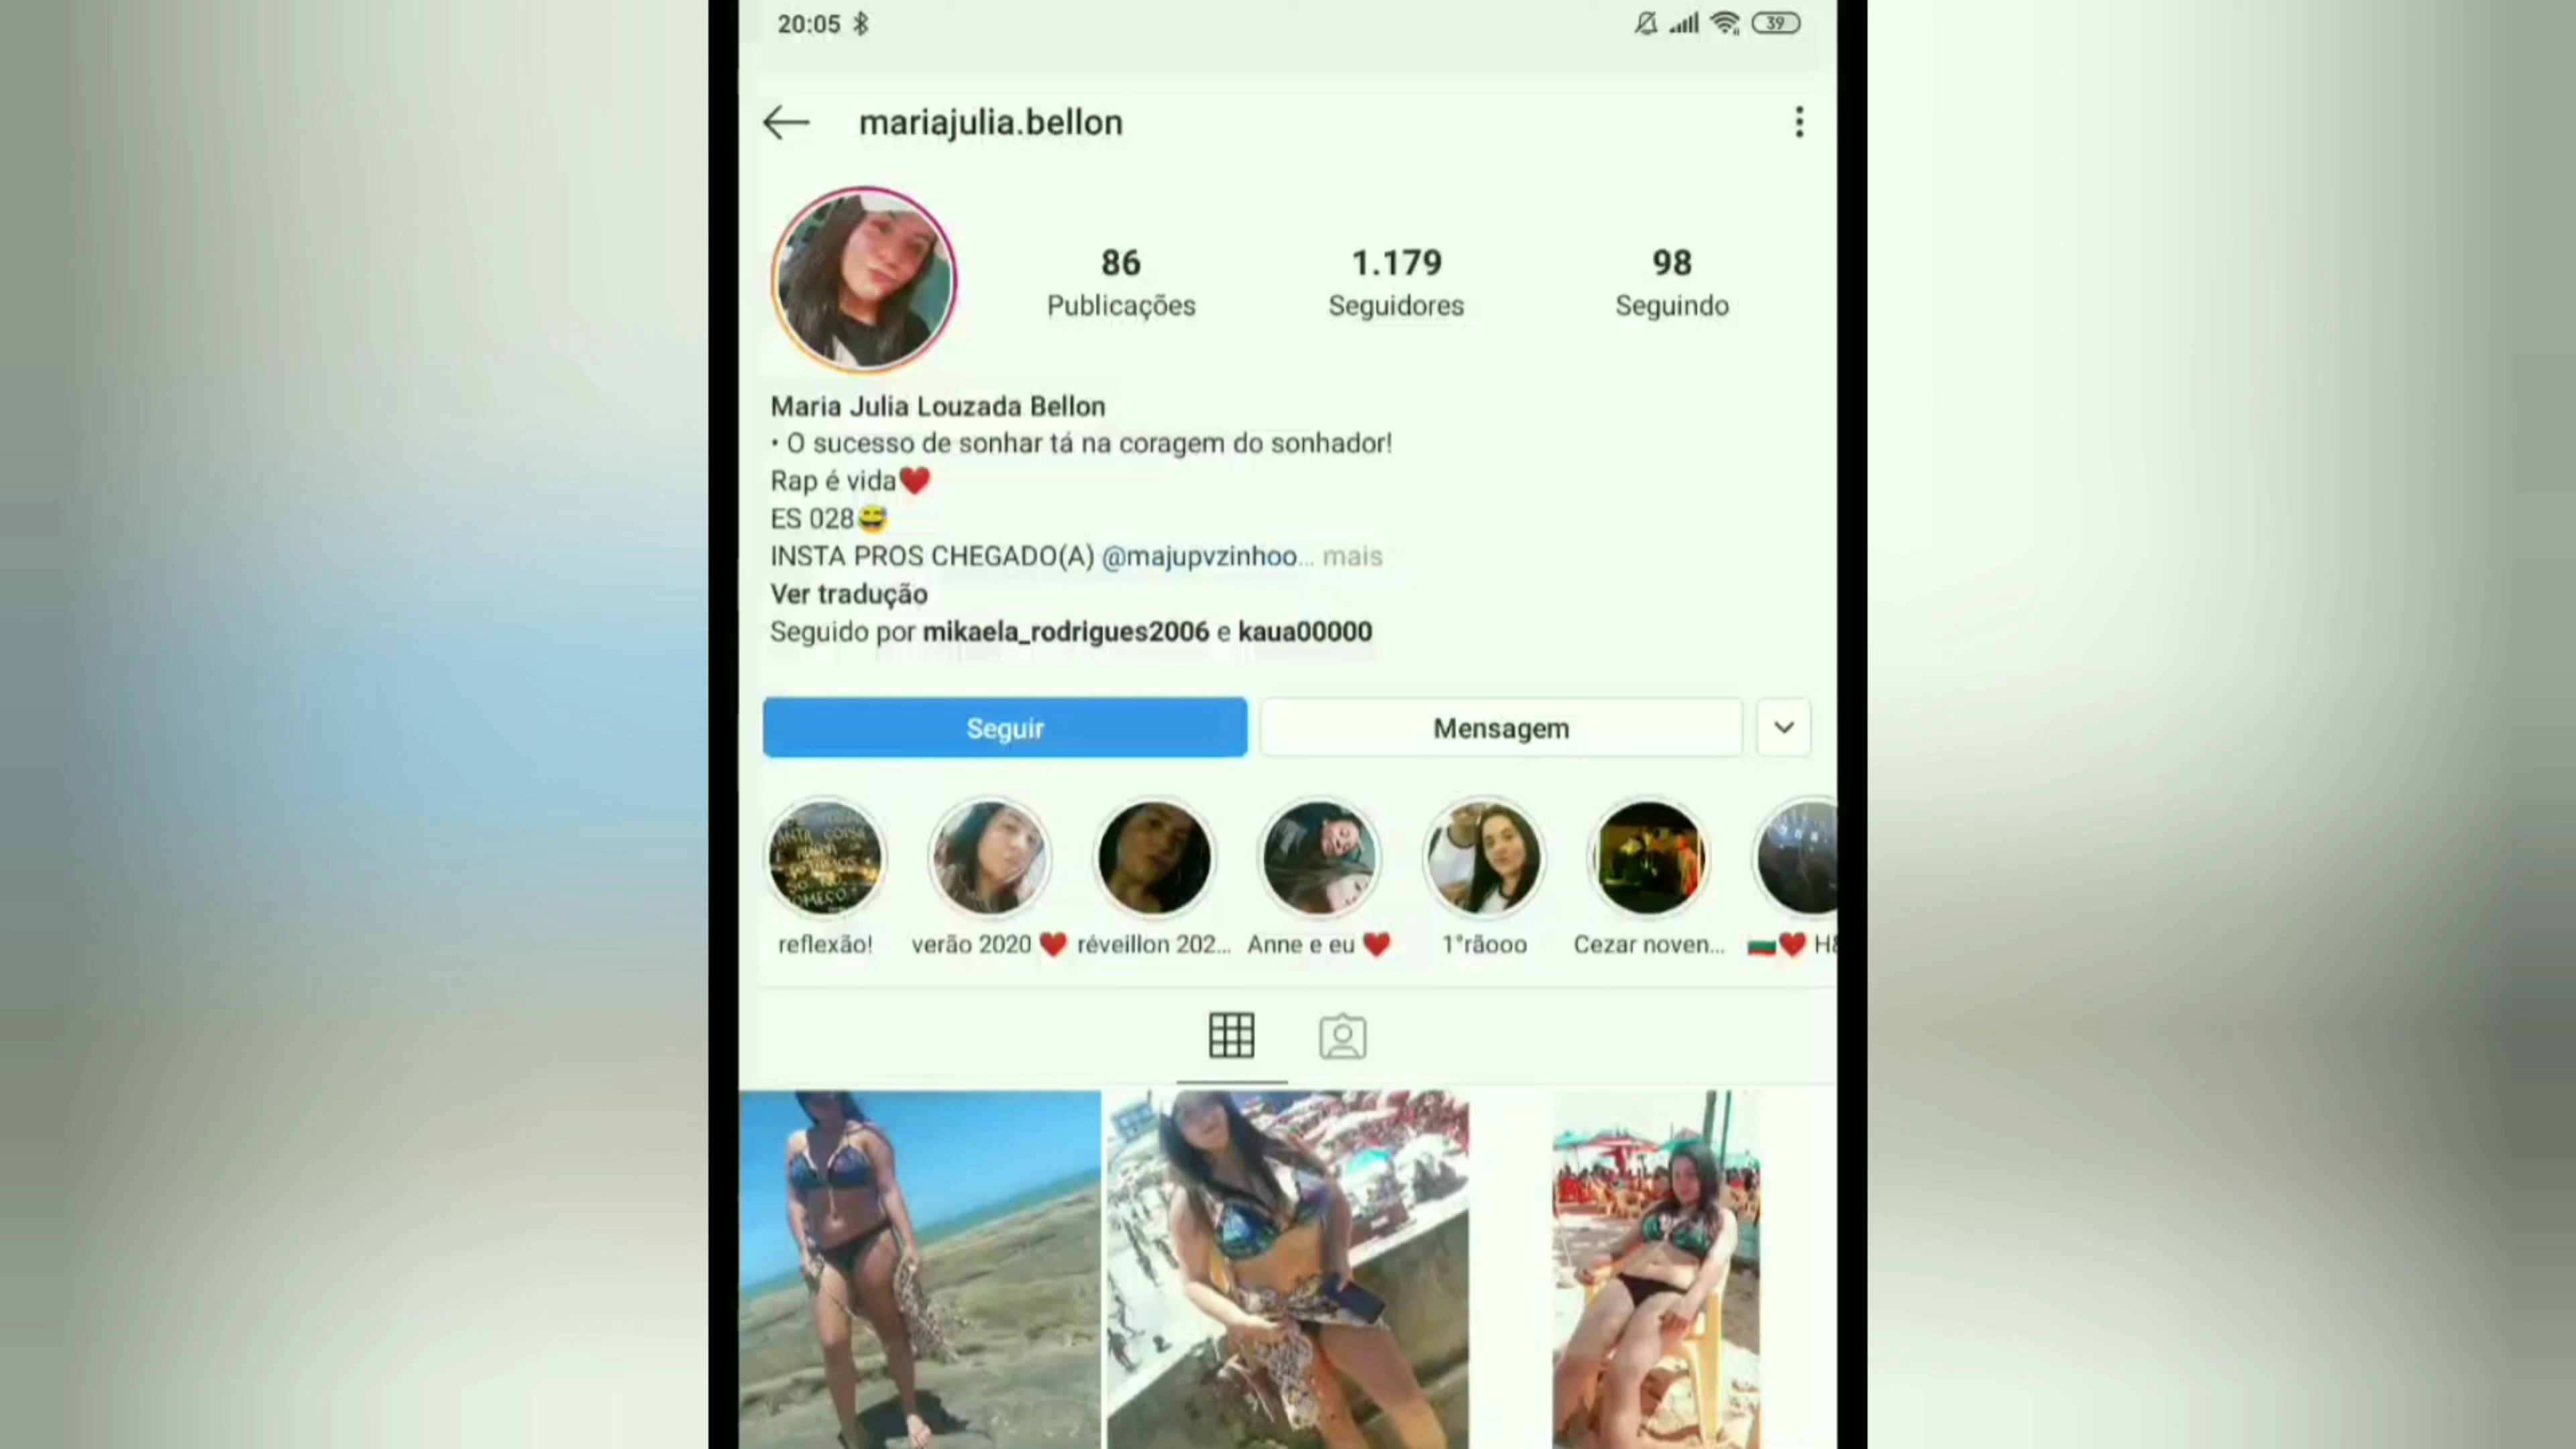 20:05
39
mariajulia.bellon
86
Publicações
1.179
Seguidores
98
Seguindo
Maria Julia Louzada Bellon
• O sucesso de sonhar tá na coragem do sonhador!
Rap é vida❤️
ES 028😅
INSTA PROS CHEGADO(A) @majupvzinhoo... mais
Ver tradução
Seguido por mikaela_rodrigues2006 e kaua00000
Seguir
Mensagem
COISA
reflexão!
verão 2020 ❤️
réveillon 202...
Anne e eu ❤️
1°rãooo
Cezar noven...
🇧🇬❤️ H